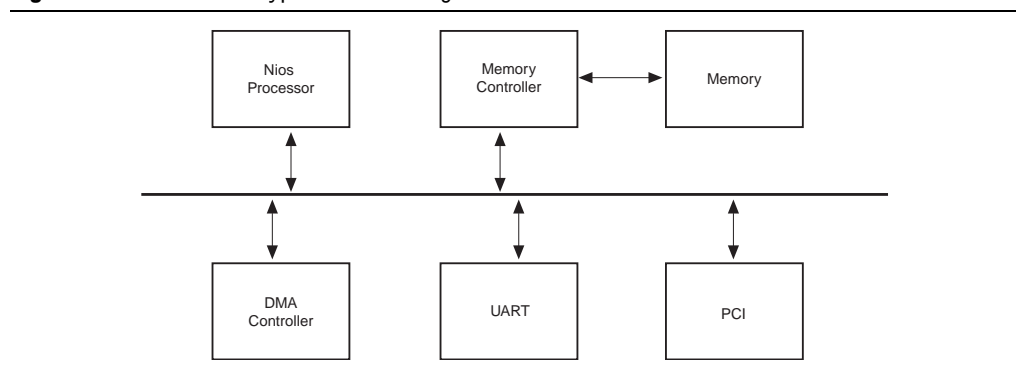 Nios
Processor
Memory
Controller
Memory
DMA
Controller
UART
PCI